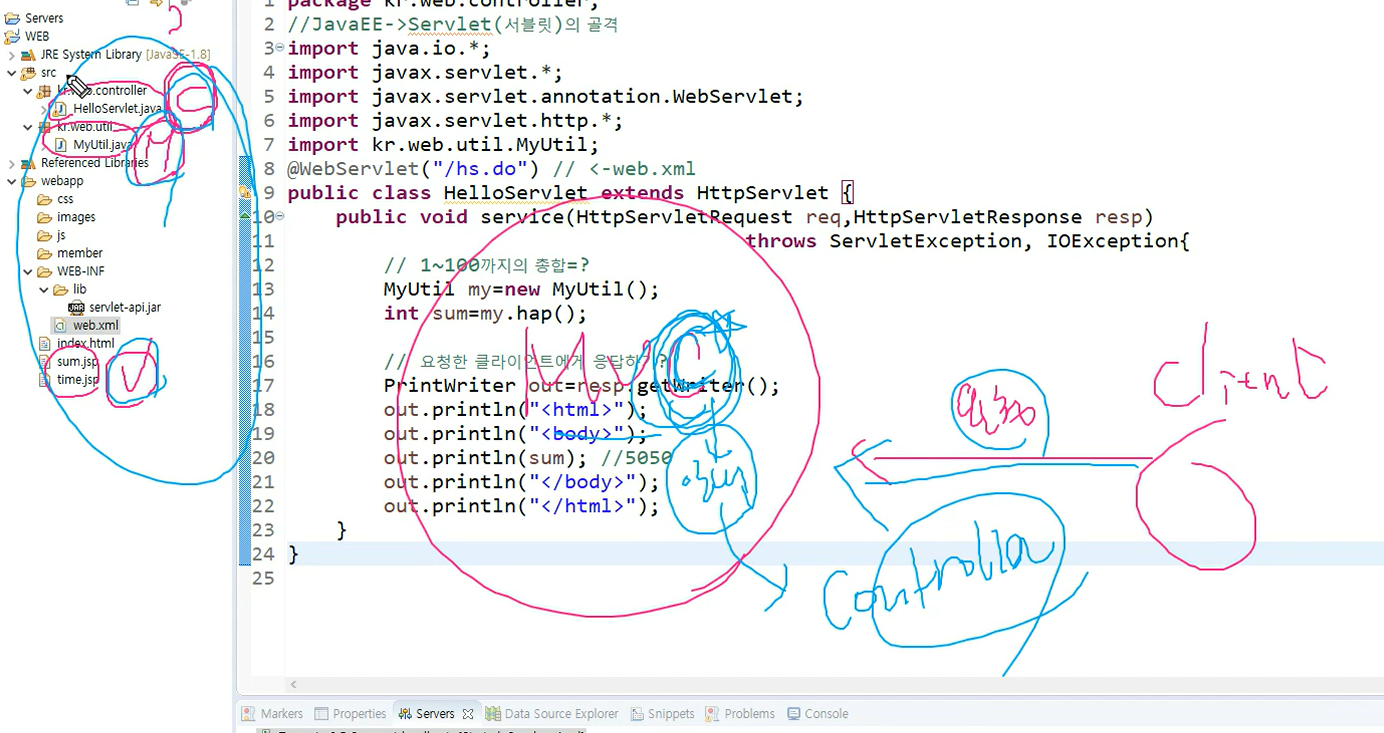 Servers
WEB
JRE System Library [JavaSE-1.8]
src
kr.web.controller
HelloServlet.java
kr.web.util
MyUtil.java
Referenced Libraries
webapp
css
images
js
member
WEB-INF
lib
servlet-api.jar
web.xml
index.html
sum.jsp
time.jsp
C
M
V
1 package kr.web.controller;
2 //JavaEE->Servlet(서블릿)의 골격
3 import java.io.*;
4 import javax.servlet.*;
5 import javax.servlet.annotation.WebServlet;
6 import javax.servlet.http.*;
7 import kr.web.util.MyUtil;
8 @WebServlet("/hs.do") // <-web.xml
9 public class HelloServlet extends HttpServlet {
10 public void service(HttpServletRequest req,HttpServletResponse resp)
11 throws ServletException, IOException{
12 // 1~100까지의 총합=?
13 MyUtil my=new MyUtil();
14 int sum=my.hap();
15
16 // 요청한 클라이언트에게 응답하기?
17 PrintWriter out=resp.getWriter();
18 out.println("<html>");
19 out.println("<body>");
20 out.println(sum); //5050
21 out.println("</body>");
22 out.println("</html>");
23 }
24 }
25
M V C
client
Controller
Markers Properties Servers Data Source Explorer Snippets Problems Console